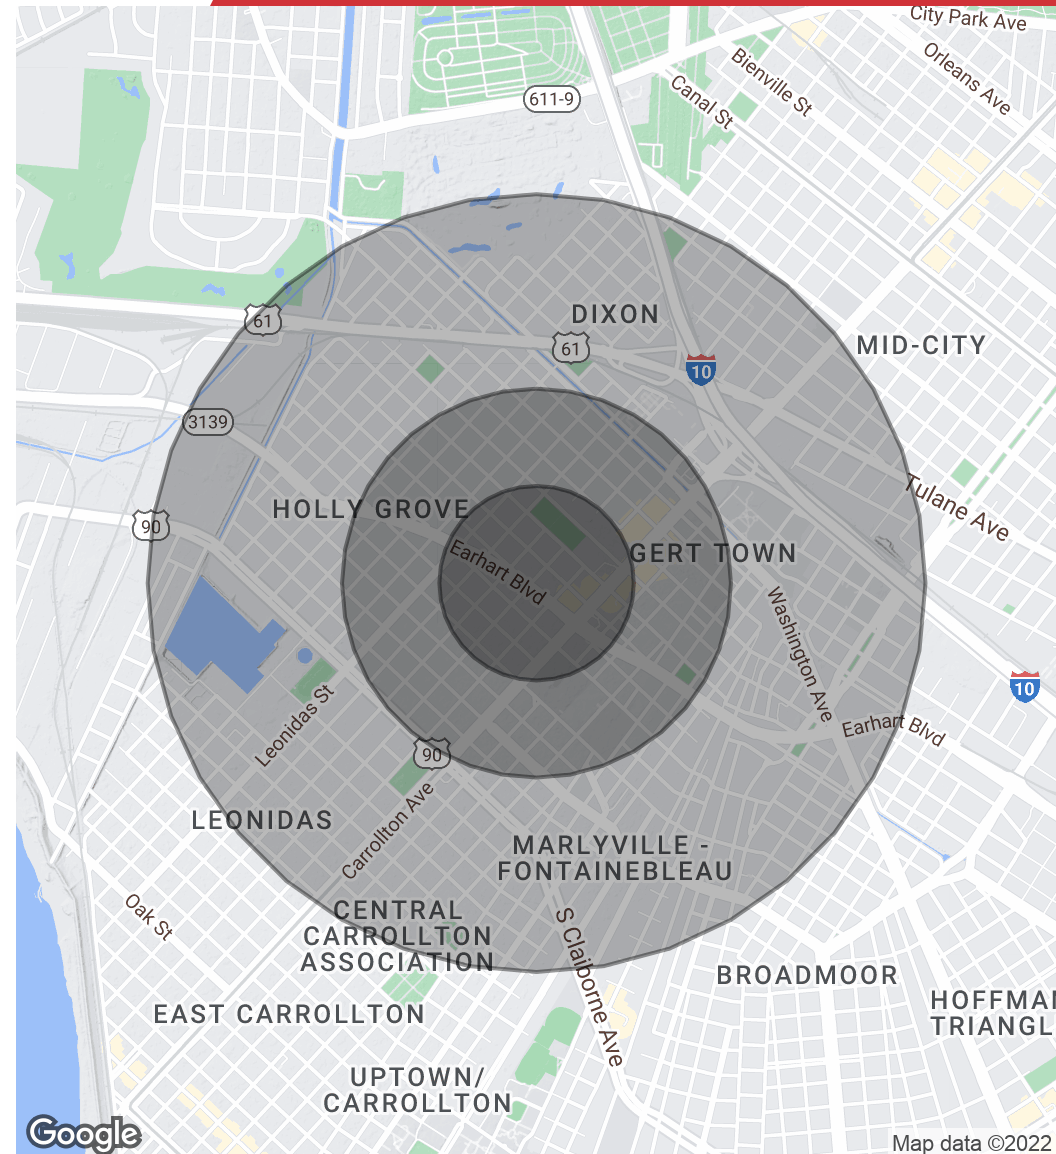 City Park Ave
Bienville St
Orleans Ave
Canal St
611-9
DIXON
61
61
MID-CITY
10
3139
Tulane Ave
HOLLY GROVE
90
Earhart Blvd
GERT TOWN
Washington Ave
10
Leonidas St
Earhart Blvd
90
LEONIDAS
Carrollton Ave
MARLYVILLE -
FONTAINEBLEAU
Oak St
CENTRAL
CARROLLTON
ASSOCIATION
S Claiborne Ave
BROADMOOR
EAST CARROLLTON
HOFFMAN
TRIANGL
UPTOWN/
CARROLLTON
Google
Map data ©2022